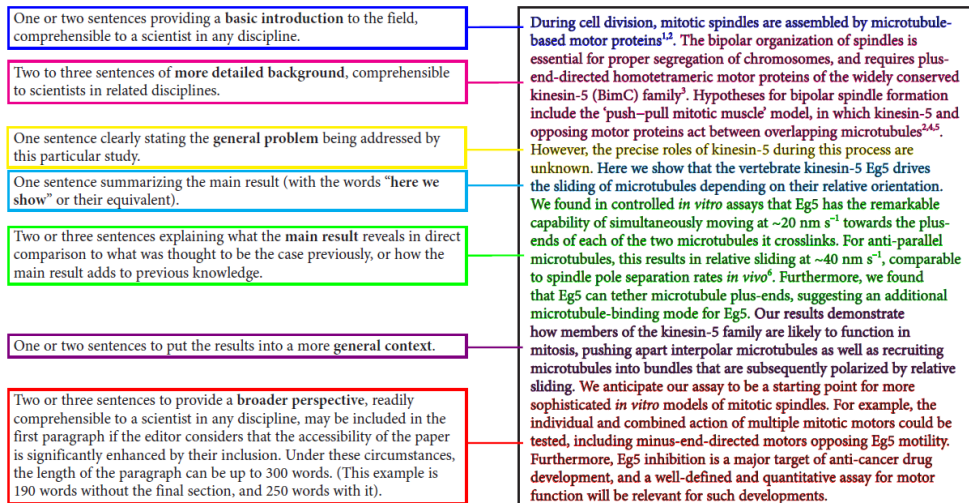 One or two sentences providing a basic introduction to the field,
comprehensible to a scientist in any discipline.
Two to three sentences of more detailed background, comprehensible
to scientists in related disciplines.
One sentence clearly stating the general problem being addressed by
this particular study.
One sentence summarizing the main result (with the words “here we
show” or their equivalent).
Two or three sentences explaining what the main result reveals in direct
comparison to what was thought to be the case previously, or how the
main result adds to previous knowledge.
One or two sentences to put the results into a more general context.
Two or three sentences to provide a broader perspective, readily
comprehensible to a scientist in any discipline, may be included in the
first paragraph if the editor considers that the accessibility of the paper
is significantly enhanced by their inclusion. Under these circumstances,
the length of the paragraph can be up to 300 words. (This example is
190 words without the final section, and 250 words with it).
During cell division, mitotic spindles are assembled by microtubule-
based motor proteins1,2. The bipolar organization of spindles is
essential for proper segregation of chromosomes, and requires plus-
end-directed homotetrameric motor proteins of the widely conserved
kinesin-5 (BimC) family3. Hypotheses for bipolar spindle formation
include the ‘push–pull mitotic muscle’ model, in which kinesin-5 and
opposing motor proteins act between overlapping microtubules2,4,5.
However, the precise roles of kinesin-5 during this process are
unknown. Here we show that the vertebrate kinesin-5 Eg5 drives
the sliding of microtubules depending on their relative orientation.
We found in controlled in vitro assays that Eg5 has the remarkable
capability of simultaneously moving at ~20 nm s−1 towards the plus-
ends of each of the two microtubules it crosslinks. For anti-parallel
microtubules, this results in relative sliding at ~40 nm s−1, comparable
to spindle pole separation rates in vivo6. Furthermore, we found
that Eg5 can tether microtubule plus-ends, suggesting an additional
microtubule-binding mode for Eg5. Our results demonstrate
how members of the kinesin-5 family are likely to function in
mitosis, pushing apart interpolar microtubules as well as recruiting
microtubules into bundles that are subsequently polarized by relative
sliding. We anticipate our assay to be a starting point for more
sophisticated in vitro models of mitotic spindles. For example, the
individual and combined action of multiple mitotic motors could be
tested, including minus-end-directed motors opposing Eg5 motility.
Furthermore, Eg5 inhibition is a major target of anti-cancer drug
development, and a well-defined and quantitative assay for motor
function will be relevant for such developments.